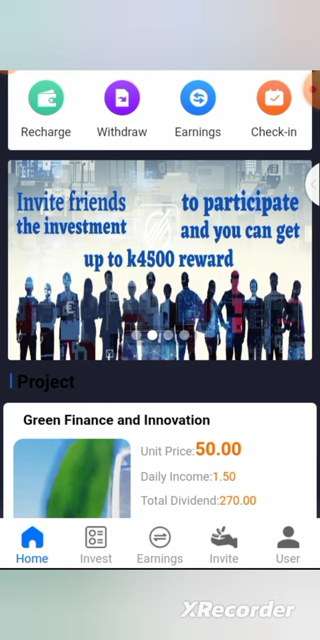 Recharge
Withdraw
Earnings
Check-in
Invite friends to participate
the investment and you can get
up to k4500 reward
Project
Green Finance and Innovation
Unit Price:50.00
Daily Income:1.50
Total Dividend:270.00
Home
Invest
Earnings
Invite
User
XRecorder